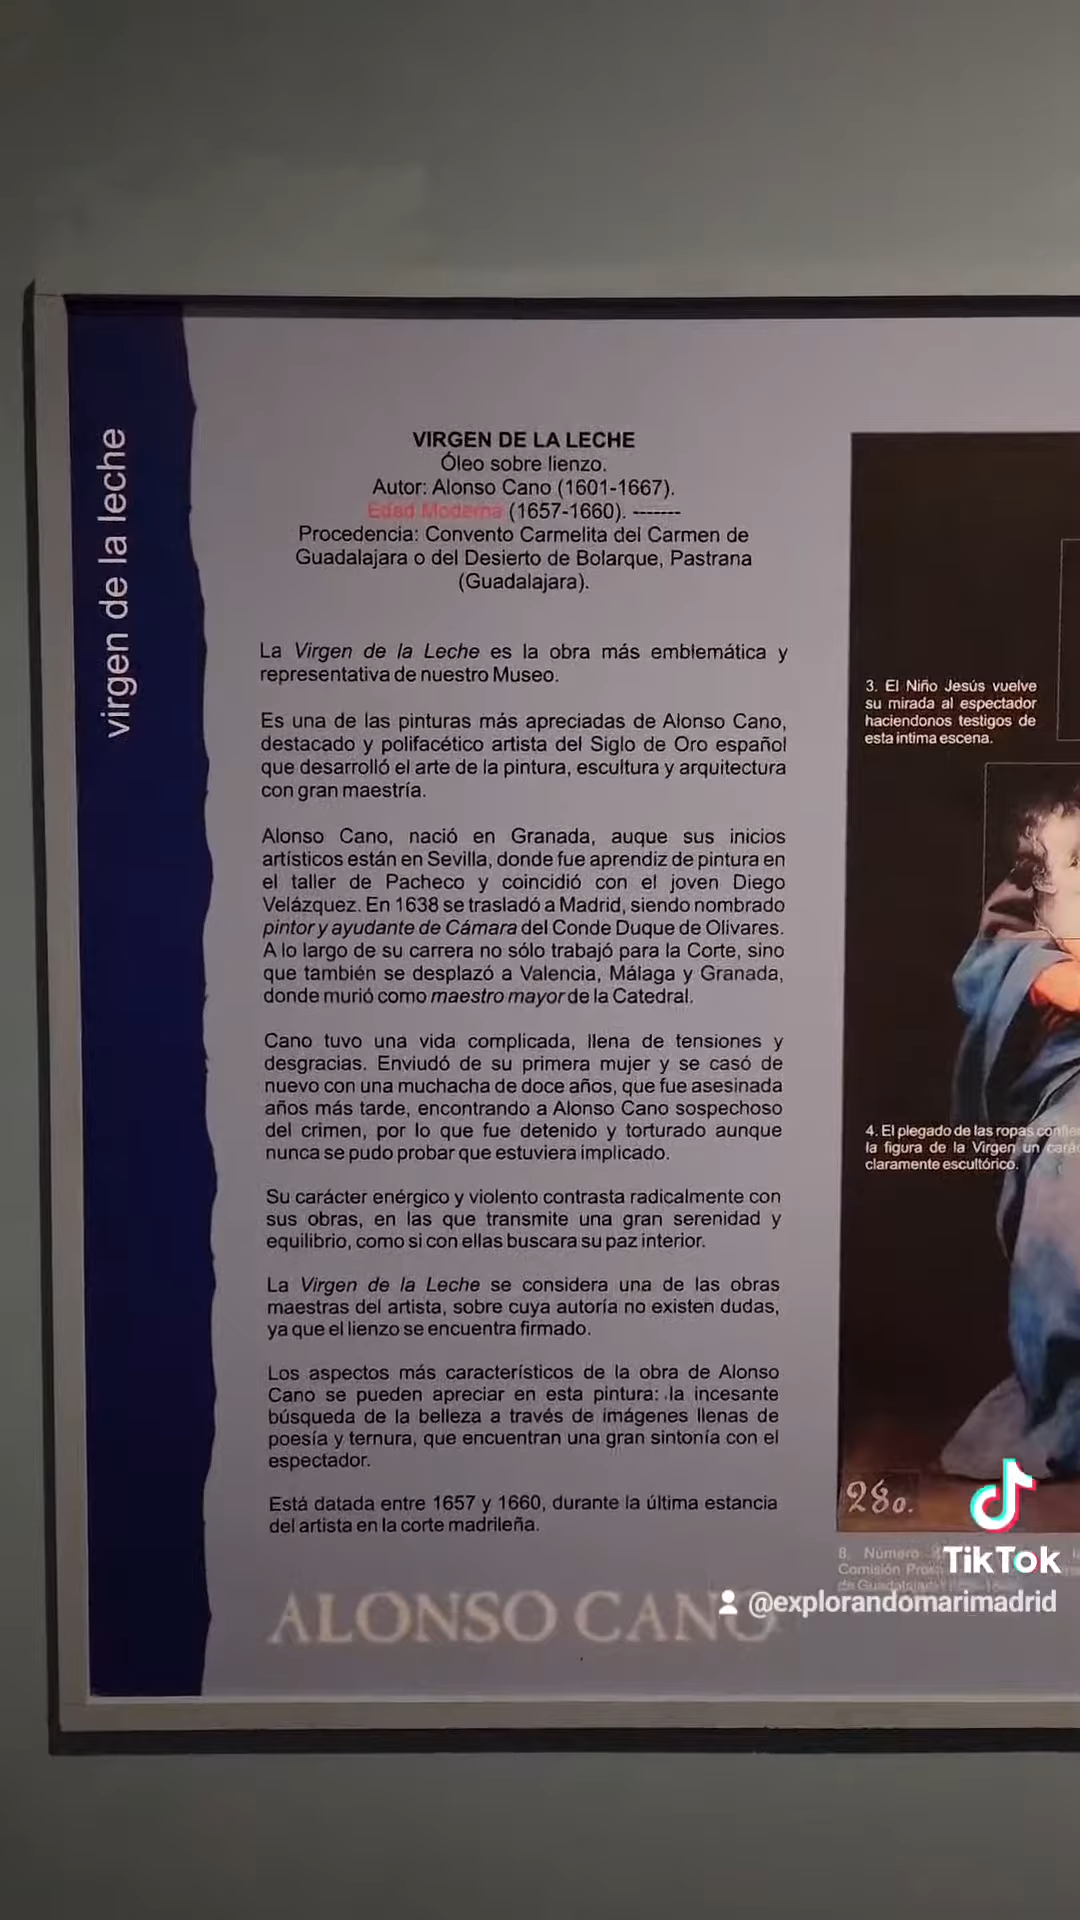 virgen de la leche
VIRGEN DE LA LECHE
Óleo sobre lienzo.
Autor: Alonso Cano (1601-1667).
Edad Moderna (1657-1660). -------
Procedencia: Convento Carmelita del Carmen de
Guadalajara o del Desierto de Bolarque, Pastrana
(Guadalajara).
La Virgen de la Leche es la obra más emblemática y
representativa de nuestro Museo.
Es una de las pinturas más apreciadas de Alonso Cano,
destacado y polifacético artista del Siglo de Oro español
que desarrolló el arte de la pintura, escultura y arquitectura
con gran maestría.
Alonso Cano, nació en Granada, auque sus inicios
artísticos están en Sevilla, donde fue aprendiz de pintura en
el taller de Pacheco y coincidió con el joven Diego
Velázquez. En 1638 se trasladó a Madrid, siendo nombrado
pintor y ayudante de Cámara del Conde Duque de Olivares.
A lo largo de su carrera no sólo trabajó para la Corte, sino
que también se desplazó a Valencia, Málaga y Granada,
donde murió como maestro mayor de la Catedral.
Cano tuvo una vida complicada, llena de tensiones y
desgracias. Enviudó de su primera mujer y se casó de
nuevo con una muchacha de doce años, que fue asesinada
años más tarde, encontrando a Alonso Cano sospechoso
del crimen, por lo que fue detenido y torturado aunque
nunca se pudo probar que estuviera implicado.
Su carácter enérgico y violento contrasta radicalmente con
sus obras, en las que transmite una gran serenidad y
equilibrio, como si con ellas buscara su paz interior.
La Virgen de la Leche se considera una de las obras
maestras del artista, sobre cuya autoría no existen dudas,
ya que el lienzo se encuentra firmado.
Los aspectos más característicos de la obra de Alonso
Cano se pueden apreciar en esta pintura: la incesante
búsqueda de la belleza a través de imágenes llenas de
poesía y ternura, que encuentran una gran sintonía con el
espectador.
Está datada entre 1657 y 1660, durante la última estancia
del artista en la corte madrileña.
ALONSO CANO
3. El Niño Jesús vuelve
su mirada al espectador
haciendonos testigos de
esta intima escena.
4. El plegado de las ropas confie
la figura de la Virgen un cará
claramente escultórico.
280.
8. Número
Comisión Prov
de Guadalajara
TikTok
@explorandomarimadrid